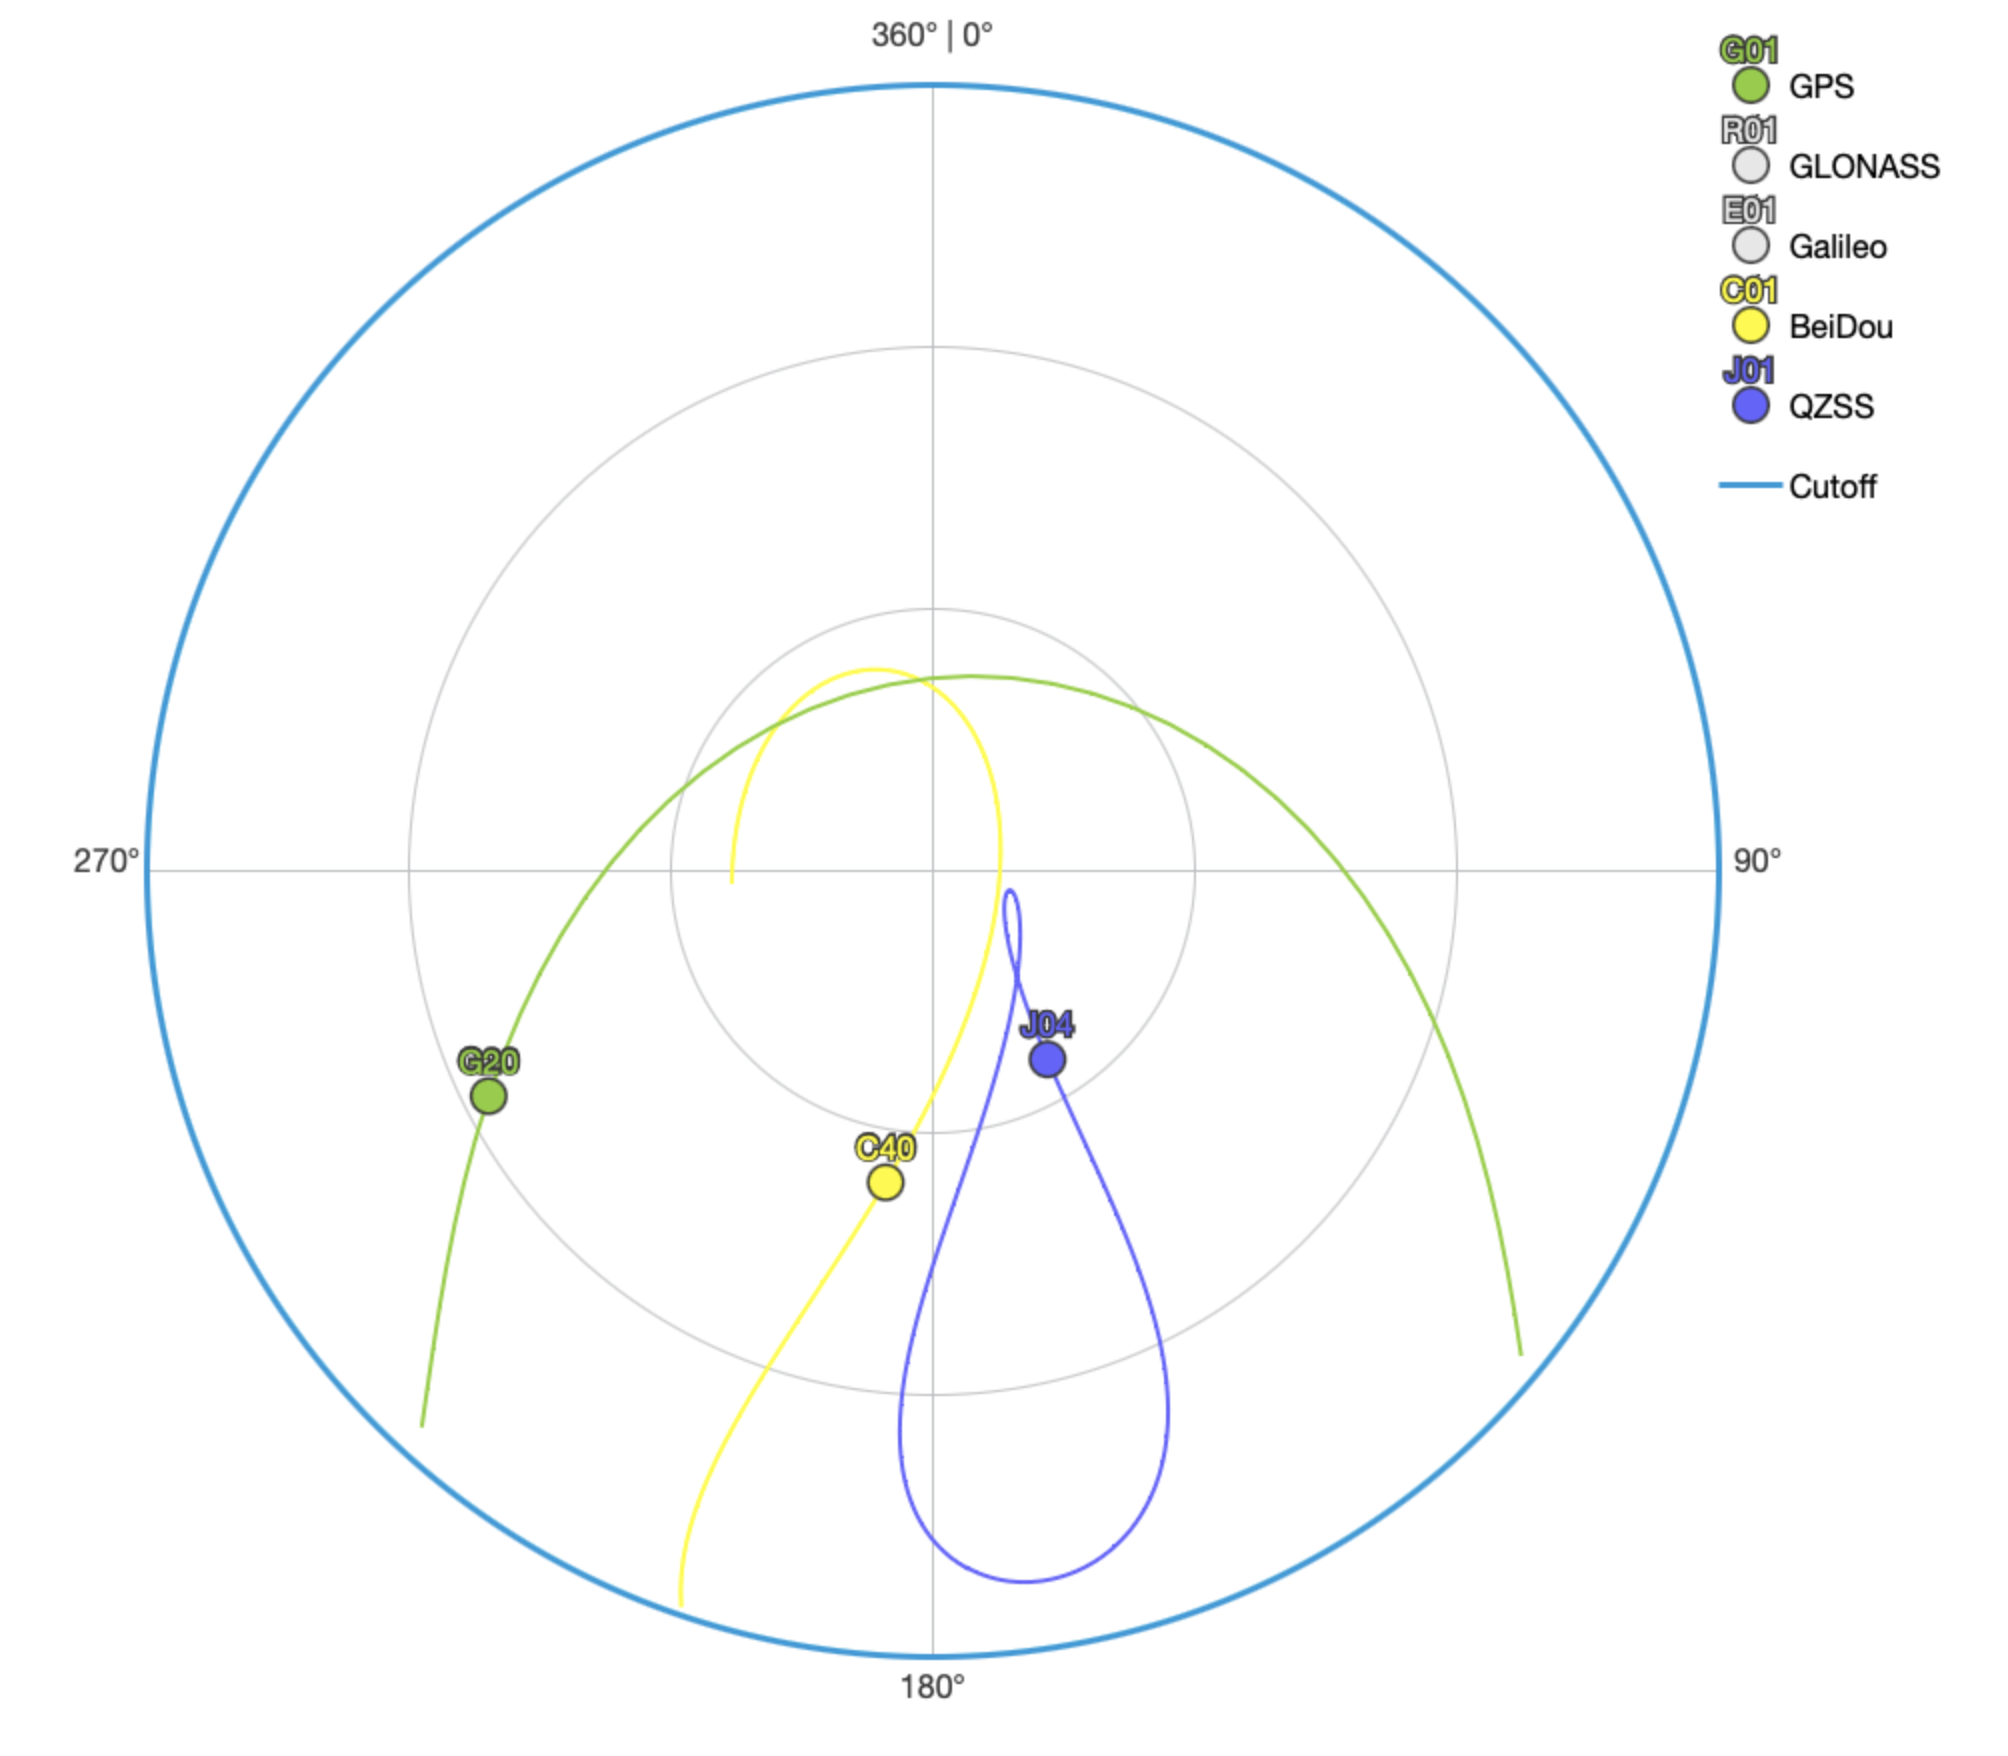 360° | 0°
G01
GPS
R01
GLONASS
E01
Galileo
C01
BeiDou
J01
QZSS
Cutoff
270°
90°
J04
G20
C40
180°